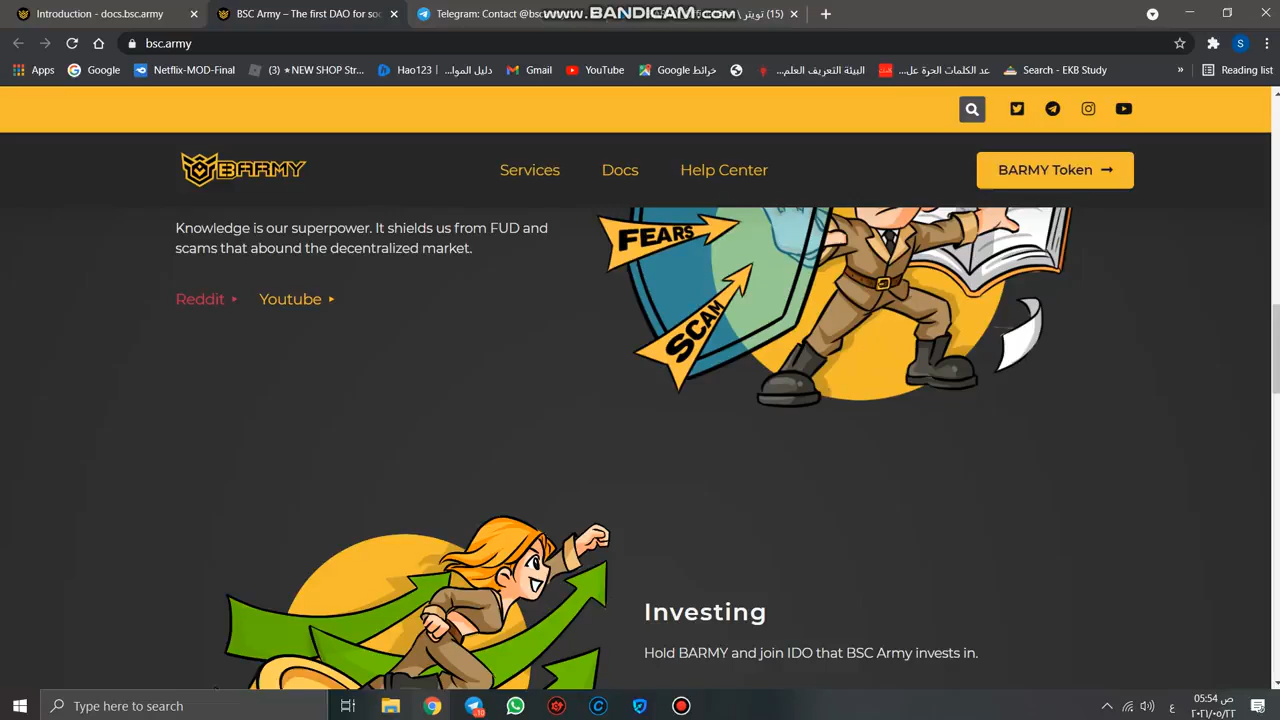 Introduction - docs.bsc.army
BSC Army – The first DAO for soc
Telegram: Contact @bsc
www.BANDICAM.com
(15) تويتر \
bsc.army
S
Apps
Google
Netflix-MOD-Final
(3) ★NEW SHOP Str...
Hao123 | دليل الموا...
Gmail
YouTube
خرائط Google
البيئة التعريف العلم...
عد الكلمات الحرة عل...
Search - EKB Study
»
Reading list
BARMY
Services
Docs
Help Center
BARMY Token
Knowledge is our superpower. It shields us from FUD and
scams that abound the decentralized market.
Reddit
Youtube
FEARS
SCAM
Investing
Hold BARMY and join IDO that BSC Army invests in.
Type here to search
10
ع
05:54 ص
٢٠٢١/٠٥/٢٣